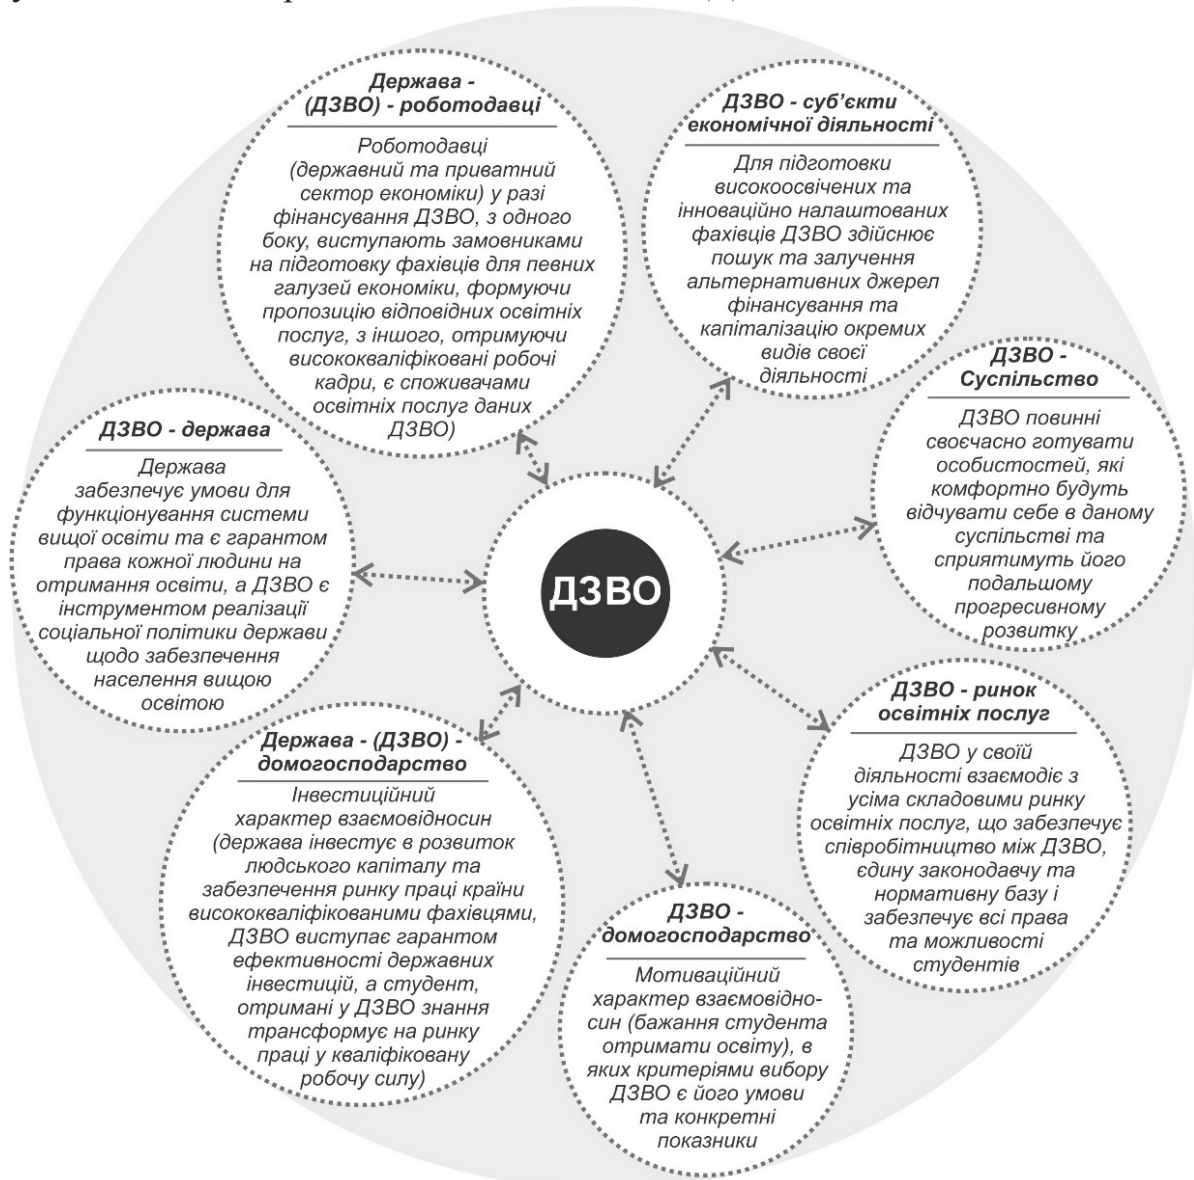 Держава -
(ДЗВО) - роботодавці
Роботодавці
(державний та приватний
сектор економіки) у разі
фінансування ДЗВО, з одного
боку, виступають замовниками
на підготовку фахівців для певних
галузей економіки, формуючи
пропозицію відповідних освітніх
послуг, з іншого, отримуючи
висококваліфіковані робочі
кадри, є споживачами
освітніх послуг даних
ДЗВО)
ДЗВО - суб’єкти
економічної діяльності
Для підготовки
високоосвічених та
інноваційно налаштованих
фахівців ДЗВО здійснює
пошук та залучення
альтернативних джерел
фінансування та
капіталізацію окремих
видів своєї
діяльності
ДЗВО -
Суспільство
ДЗВО повинні
своєчасно готувати
особистостей, які
комфортно будуть
відчувати себе в даному
суспільстві та
сприятимуть його
подальшому
прогресивному
розвитку
ДЗВО - держава
Держава
забезпечує умови для
функціонування системи
вищої освіти та є гарантом
права кожної людини на
отримання освіти, а ДЗВО є
інструментом реалізації
соціальної політики держави
щодо забезпечення
населення вищою
освітою
ДЗВО
ДЗВО - ринок
освітніх послуг
ДЗВО у своїй
діяльності взаємодіє з
усіма складовими ринку
освітніх послуг, що забезпечує
співробітництво між ДЗВО,
єдину законодавчу та
нормативну базу і
забезпечує всі права
та можливості
студентів
Держава - (ДЗВО) -
домогосподарство
Інвестиційний
характер взаємовідносин
(держава інвестує в розвиток
людського капіталу та
забезпечення ринку праці країни
висококваліфікованими фахівцями,
ДЗВО виступає гарантом
ефективності державних
інвестицій, а студент,
отримані у ДЗВО знання
трансформує на ринку
праці у кваліфіковану
робочу силу)
ДЗВО -
домогосподарство
Мотиваційний
характер взаємовідно-
син (бажання студента
отримати освіту), в
яких критеріями вибору
ДЗВО є його умови
та конкретні
показники